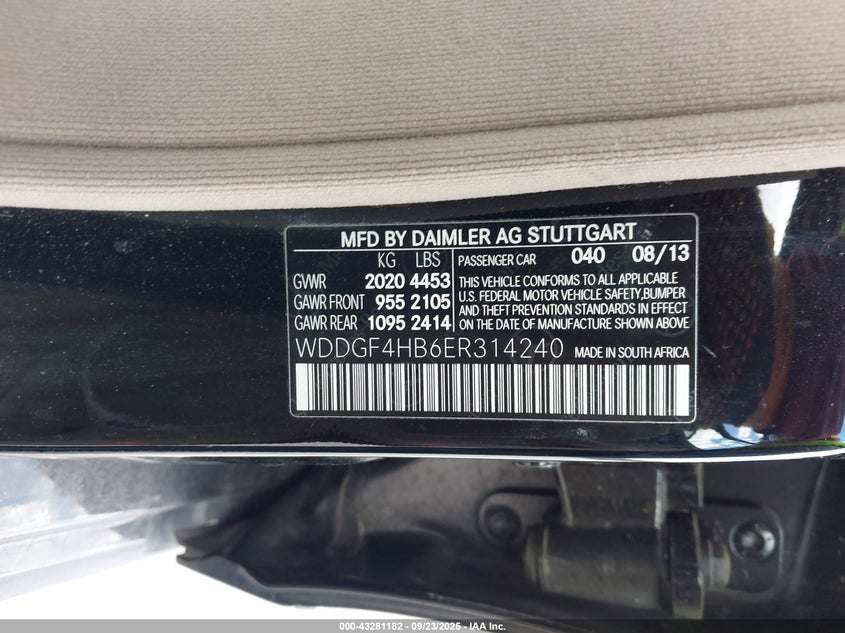 MFD BY DAIMLER AG STUTTGART
KG LBS PASSENGER CAR 040 08/13
GVWR 2020 4453
GAWR FRONT 955 2105
GAWR REAR 1095 2414
THIS VEHICLE CONFORMS TO ALL APPLICABLE
U.S. FEDERAL MOTOR VEHICLE SAFETY,BUMPER
AND THEFT PREVENTION STANDARDS IN EFFECT
ON THE DATE OF MANUFACTURE SHOWN ABOVE
WDDGF4HB6ER314240 MADE IN SOUTH AFRICA
000-43281182 - 09/23/2025 - IAA Inc.